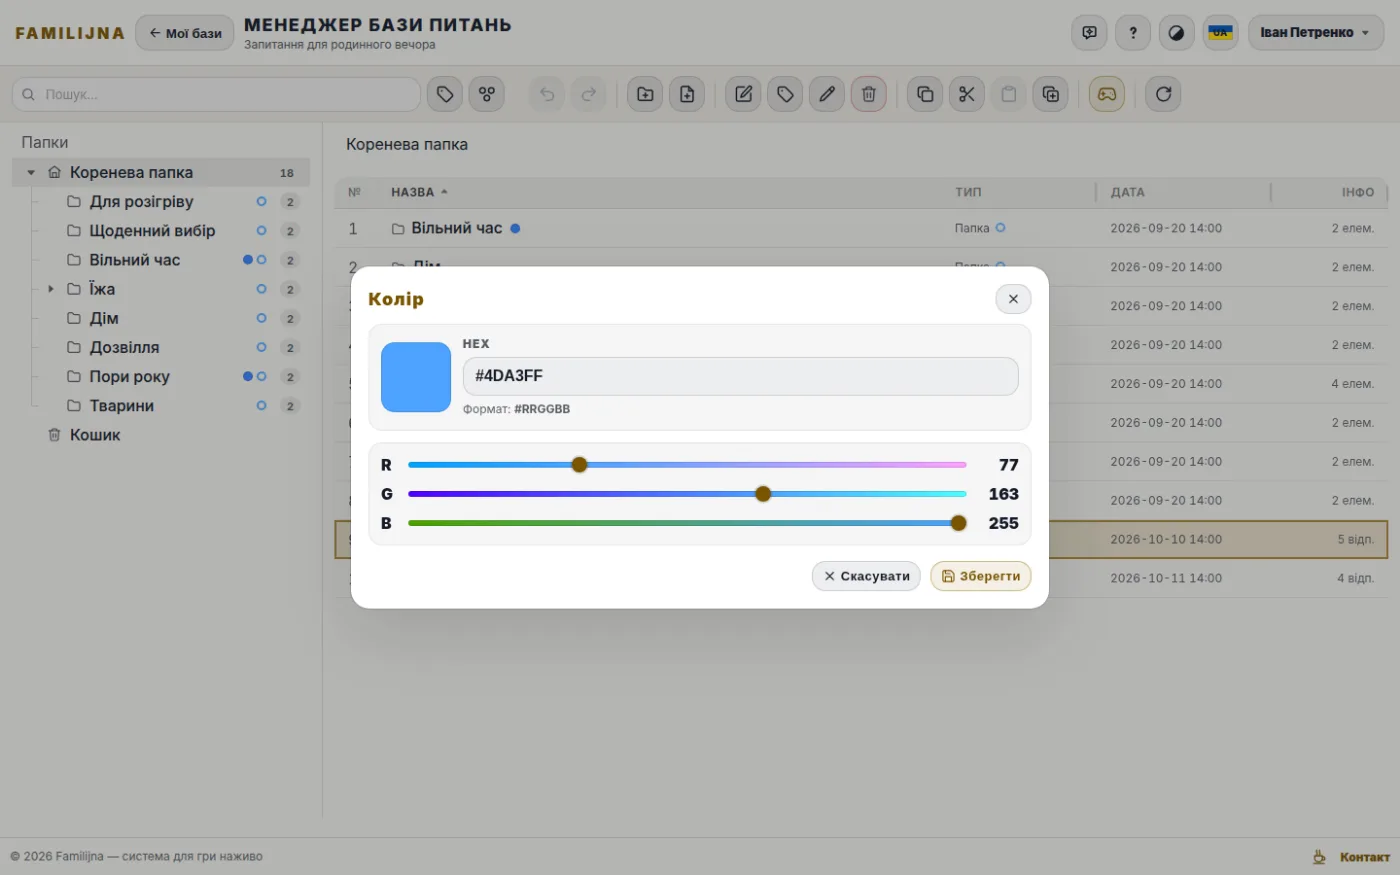 FAMILIJNA
← Мої бази
МЕНЕДЖЕР БАЗИ ПИТАНЬ
Запитання для родинного вечора
?
UA
Іван Петренко
Пошук...
Папки
Коренева папка 18
Для розігріву 2
Щоденний вибір 2
Вільний час 2
Їжа 2
Дім 2
Дозвілля 2
Пори року 2
Тварини 2
Кошик
Коренева папка
№ НАЗВА ТИП ДАТА ІНФО
1 Вільний час Папка 2026-09-20 14:00 2 елем.
2 Дім Папка 2026-09-20 14:00 2 елем.
2026-09-20 14:00 2 елем.
2026-09-20 14:00 2 елем.
2026-09-20 14:00 4 елем.
2026-09-20 14:00 2 елем.
2026-09-20 14:00 2 елем.
2026-09-20 14:00 2 елем.
2026-10-10 14:00 5 відп.
2026-10-11 14:00 4 відп.
Колір
HEX
#4DA3FF
Формат: #RRGGBB
R 77
G 163
B 255
Скасувати
Зберегти
© 2026 Familijna — система для гри наживо
Контакт